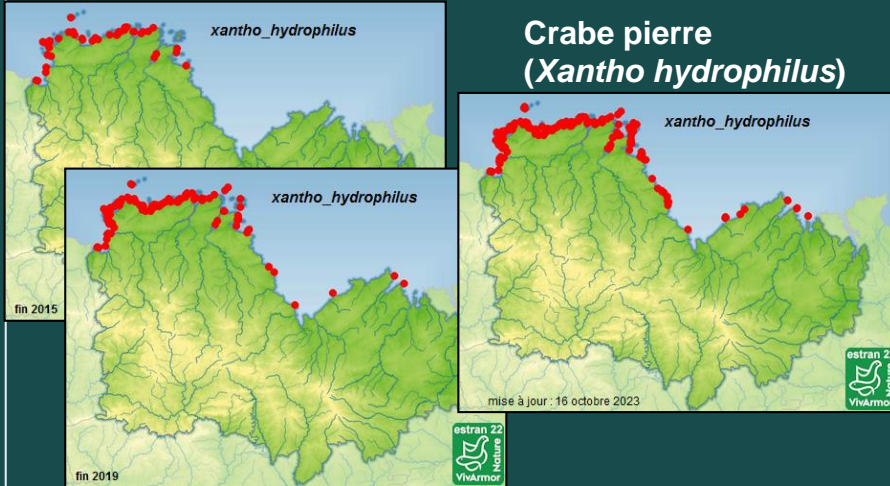 xantho_hydrophilus
Crabe pierre
(Xantho hydrophilus)
xantho_hydrophilus
xantho_hydrophilus
fin 2015
mise à jour : 16 octobre 2023
estran 22
VivArmor
Nature
fin 2019
estran 22
VivArmor
Nature